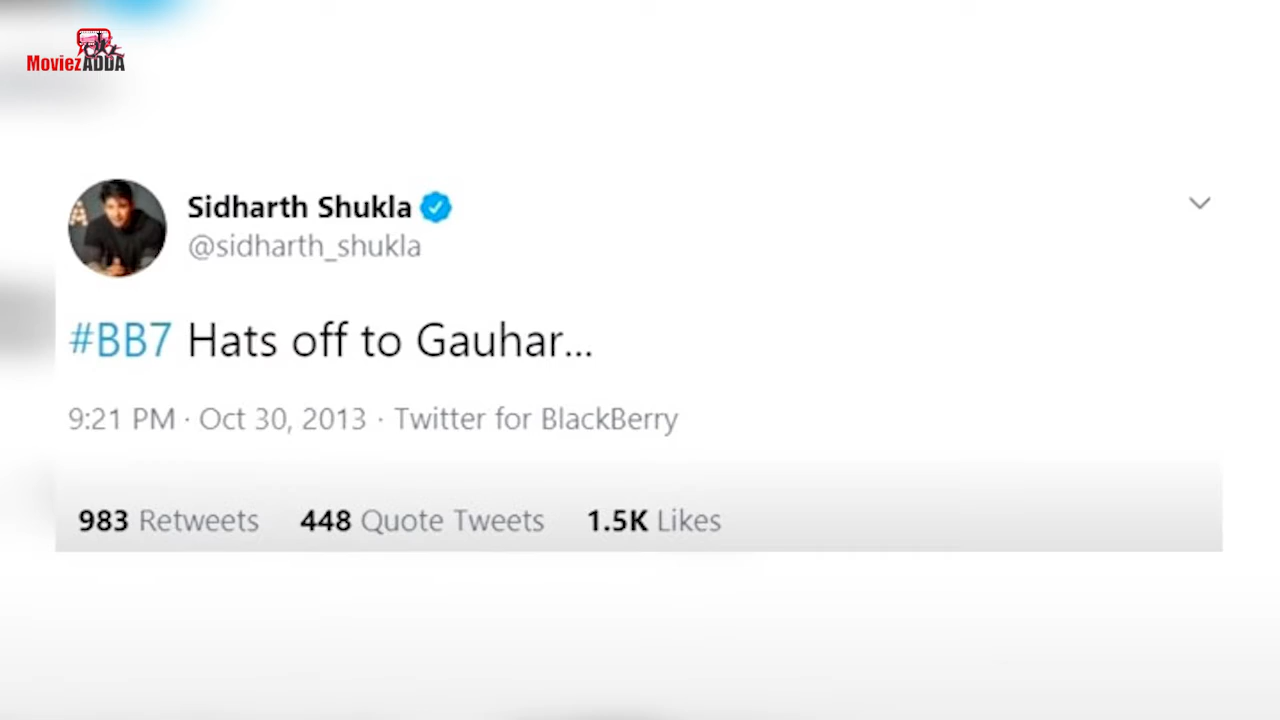 MoviezADDA
Sidharth Shukla
@sidharth_shukla
#BB7 Hats off to Gauhar...
9:21 PM · Oct 30, 2013 · Twitter for BlackBerry
983 Retweets 448 Quote Tweets 1.5K Likes